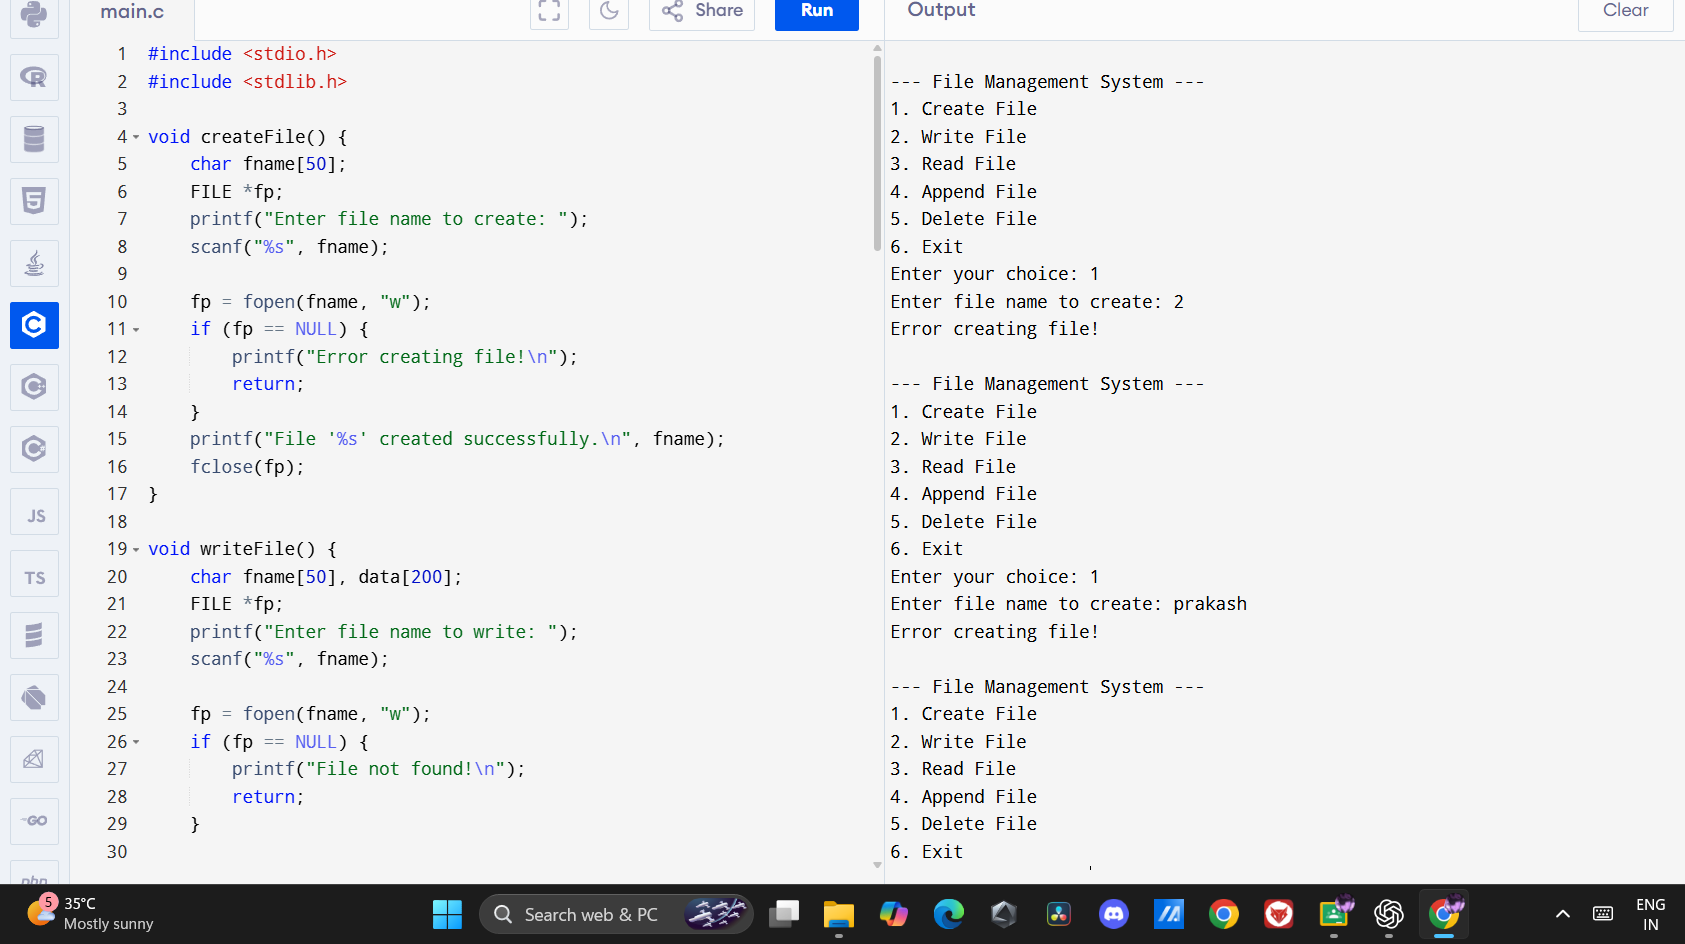 main.c
Share
Run
Output
Clear
1 #include <stdio.h>
2 #include <stdlib.h>
3
4 void createFile() {
5 char fname[50];
6 FILE *fp;
7 printf("Enter file name to create: ");
8 scanf("%s", fname);
9
10 fp = fopen(fname, "w");
11 if (fp == NULL) {
12 printf("Error creating file!\n");
13 return;
14 }
15 printf("File '%s' created successfully.\n", fname);
16 fclose(fp);
17 }
18
19 void writeFile() {
20 char fname[50], data[200];
21 FILE *fp;
22 printf("Enter file name to write: ");
23 scanf("%s", fname);
24
25 fp = fopen(fname, "w");
26 if (fp == NULL) {
27 printf("File not found!\n");
28 return;
29 }
30
--- File Management System ---
1. Create File
2. Write File
3. Read File
4. Append File
5. Delete File
6. Exit
Enter your choice: 1
Enter file name to create: 2
Error creating file!
--- File Management System ---
1. Create File
2. Write File
3. Read File
4. Append File
5. Delete File
6. Exit
Enter your choice: 1
Enter file name to create: prakash
Error creating file!
--- File Management System ---
1. Create File
2. Write File
3. Read File
4. Append File
5. Delete File
6. Exit
JS
TS
GO
php
5
35°C
Mostly sunny
Search web & PC
ENG
IN